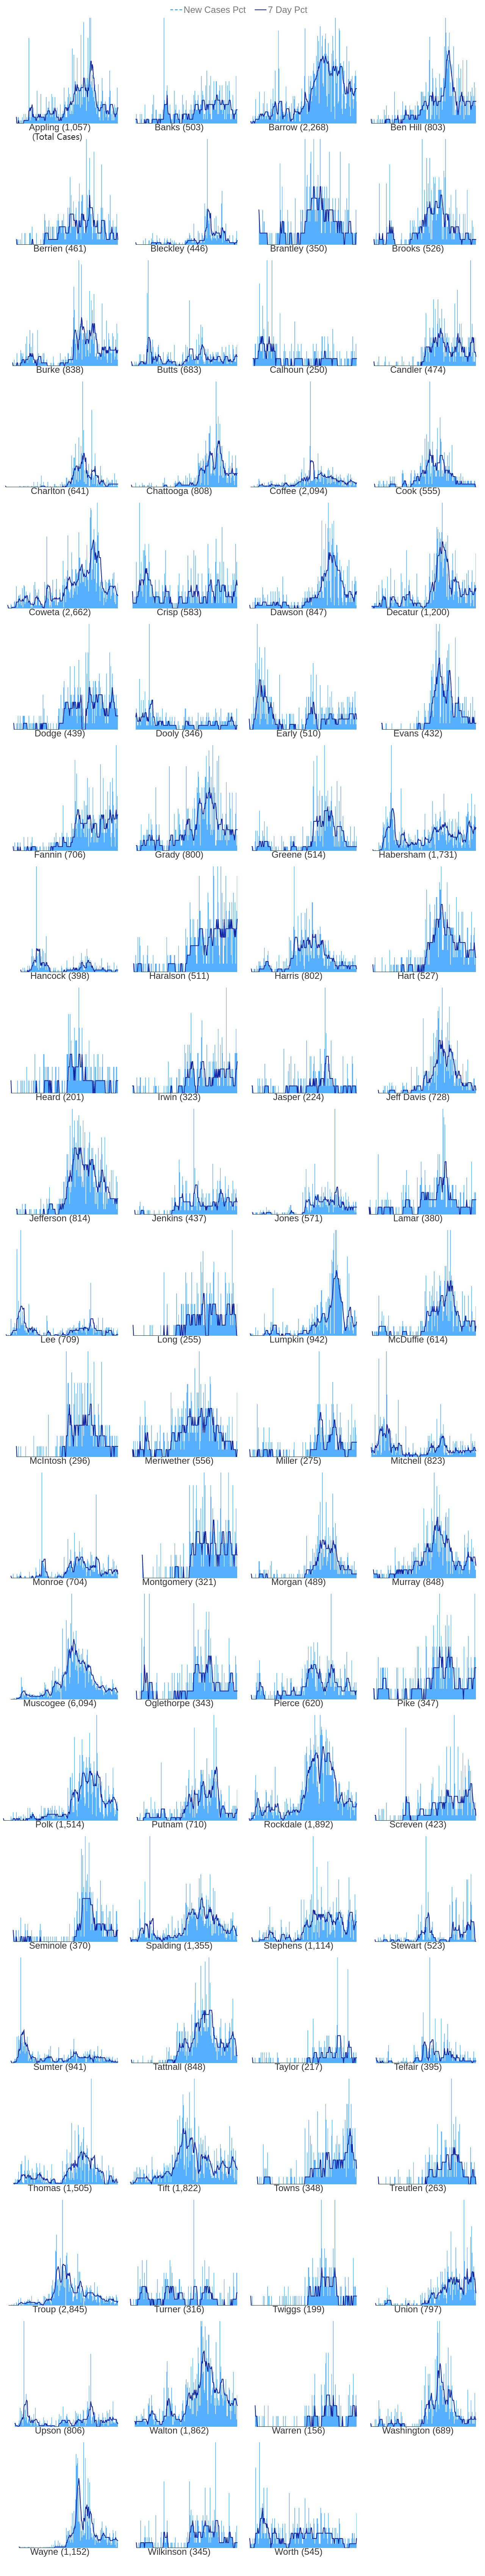 New Cases Pct 7 Day Pct
Appling (1,057) Banks (503) Barrow (2,268) Ben Hill (803)
(Total Cases)
Berrien (461) Bleckley (446) Brantley (350) Brooks (526)
Burke (838) Butts (683) Calhoun (250) Candler (474)
Charlton (641) Chattooga (808) Coffee (2,094) Cook (555)
Coweta (2,662) Crisp (583) Dawson (847) Decatur (1,200)
Dodge (439) Dooly (346) Early (510) Evans (432)
Fannin (706) Grady (800) Greene (514) Habersham (1,731)
Hancock (398) Haralson (511) Harris (802) Hart (527)
Heard (201) Irwin (323) Jasper (224) Jeff Davis (728)
Jefferson (814) Jenkins (437) Jones (571) Lamar (380)
Lee (709) Long (255) Lumpkin (942) McDuffie (614)
McIntosh (296) Meriwether (556) Miller (275) Mitchell (823)
Monroe (704) Montgomery (321) Morgan (489) Murray (848)
Muscogee (6,094) Oglethorpe (343) Pierce (620) Pike (347)
Polk (1,514) Putnam (710) Rockdale (1,892) Screven (423)
Seminole (370) Spalding (1,355) Stephens (1,114) Stewart (523)
Sumter (941) Tattnall (848) Taylor (217) Telfair (395)
Thomas (1,505) Tift (1,822) Towns (348) Treutlen (263)
Troup (2,845) Turner (316) Twiggs (199) Union (797)
Upson (806) Walton (1,862) Warren (156) Washington (689)
Wayne (1,152) Wilkinson (345) Worth (545)